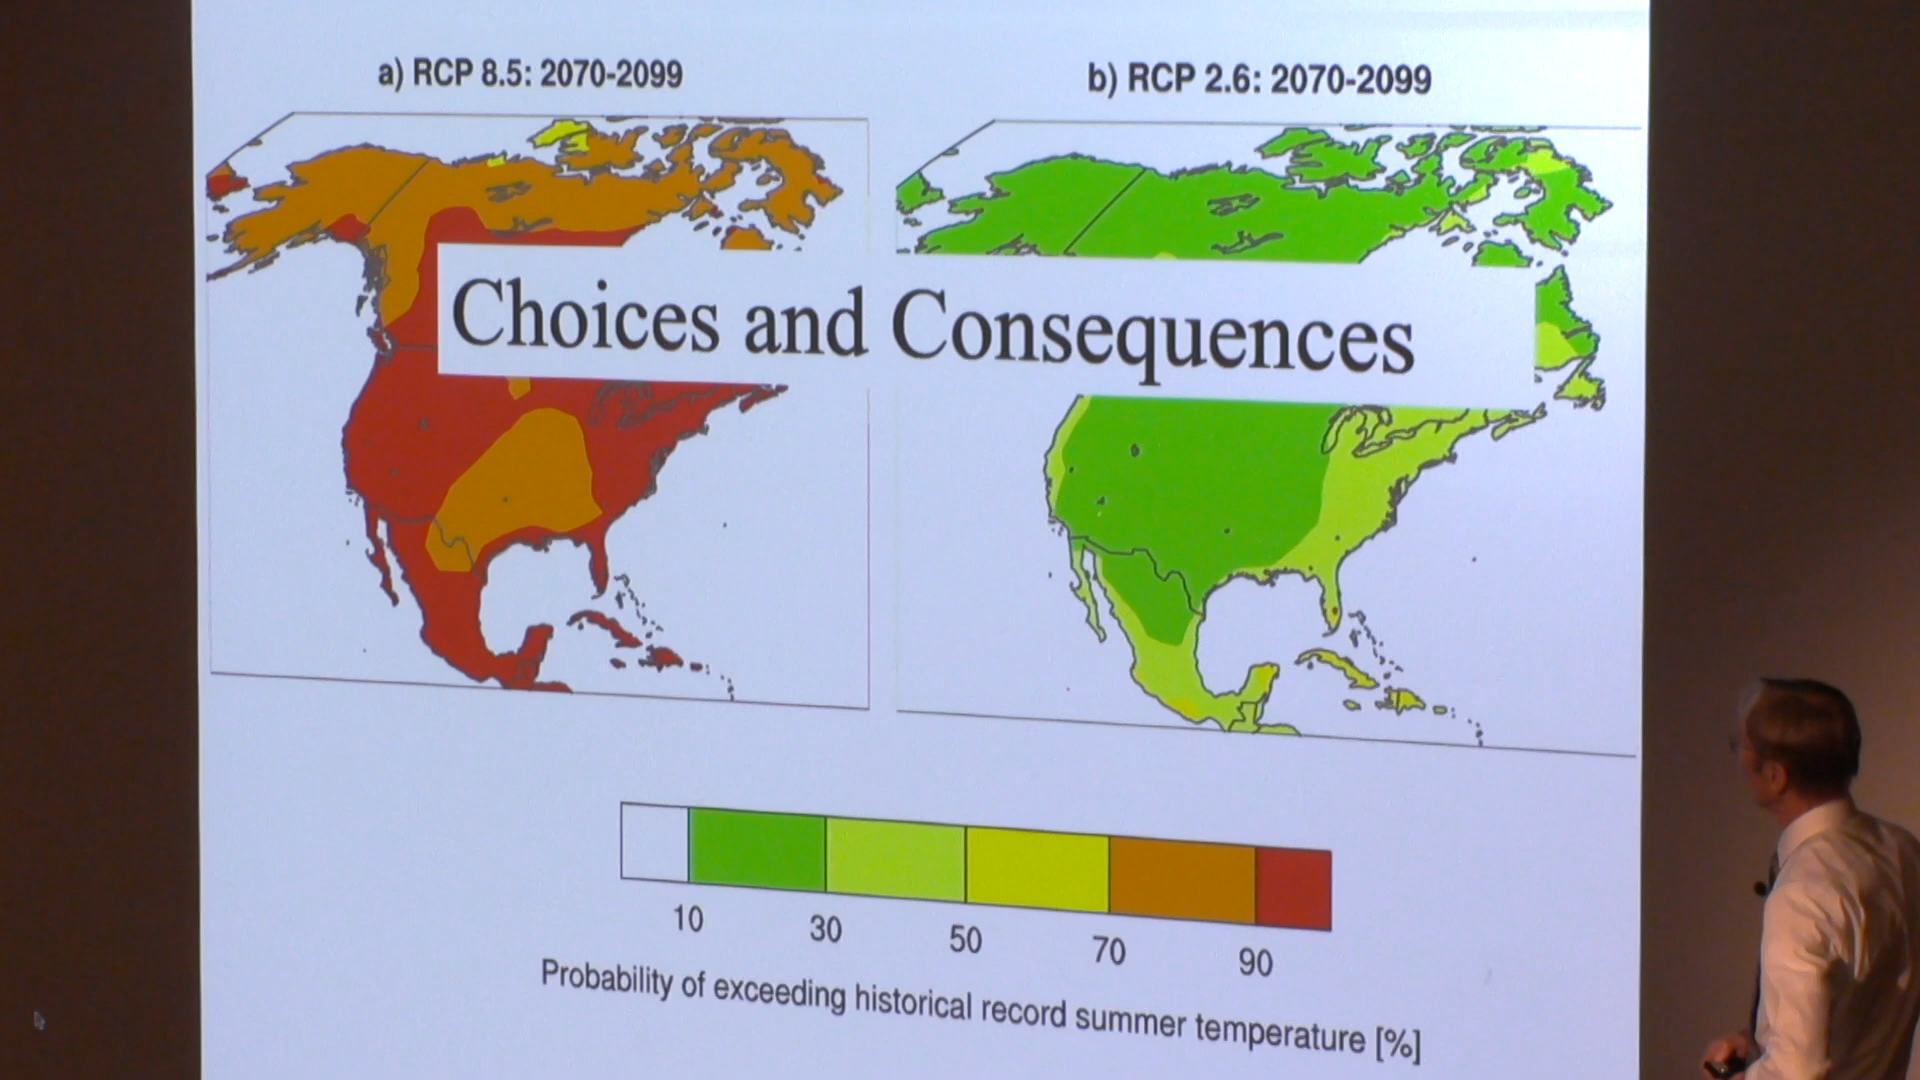 a) RCP 8.5: 2070-2099
b) RCP 2.6: 2070-2099
Choices and Consequences
10 30 50 70 90
Probability of exceeding historical record summer temperature [%]